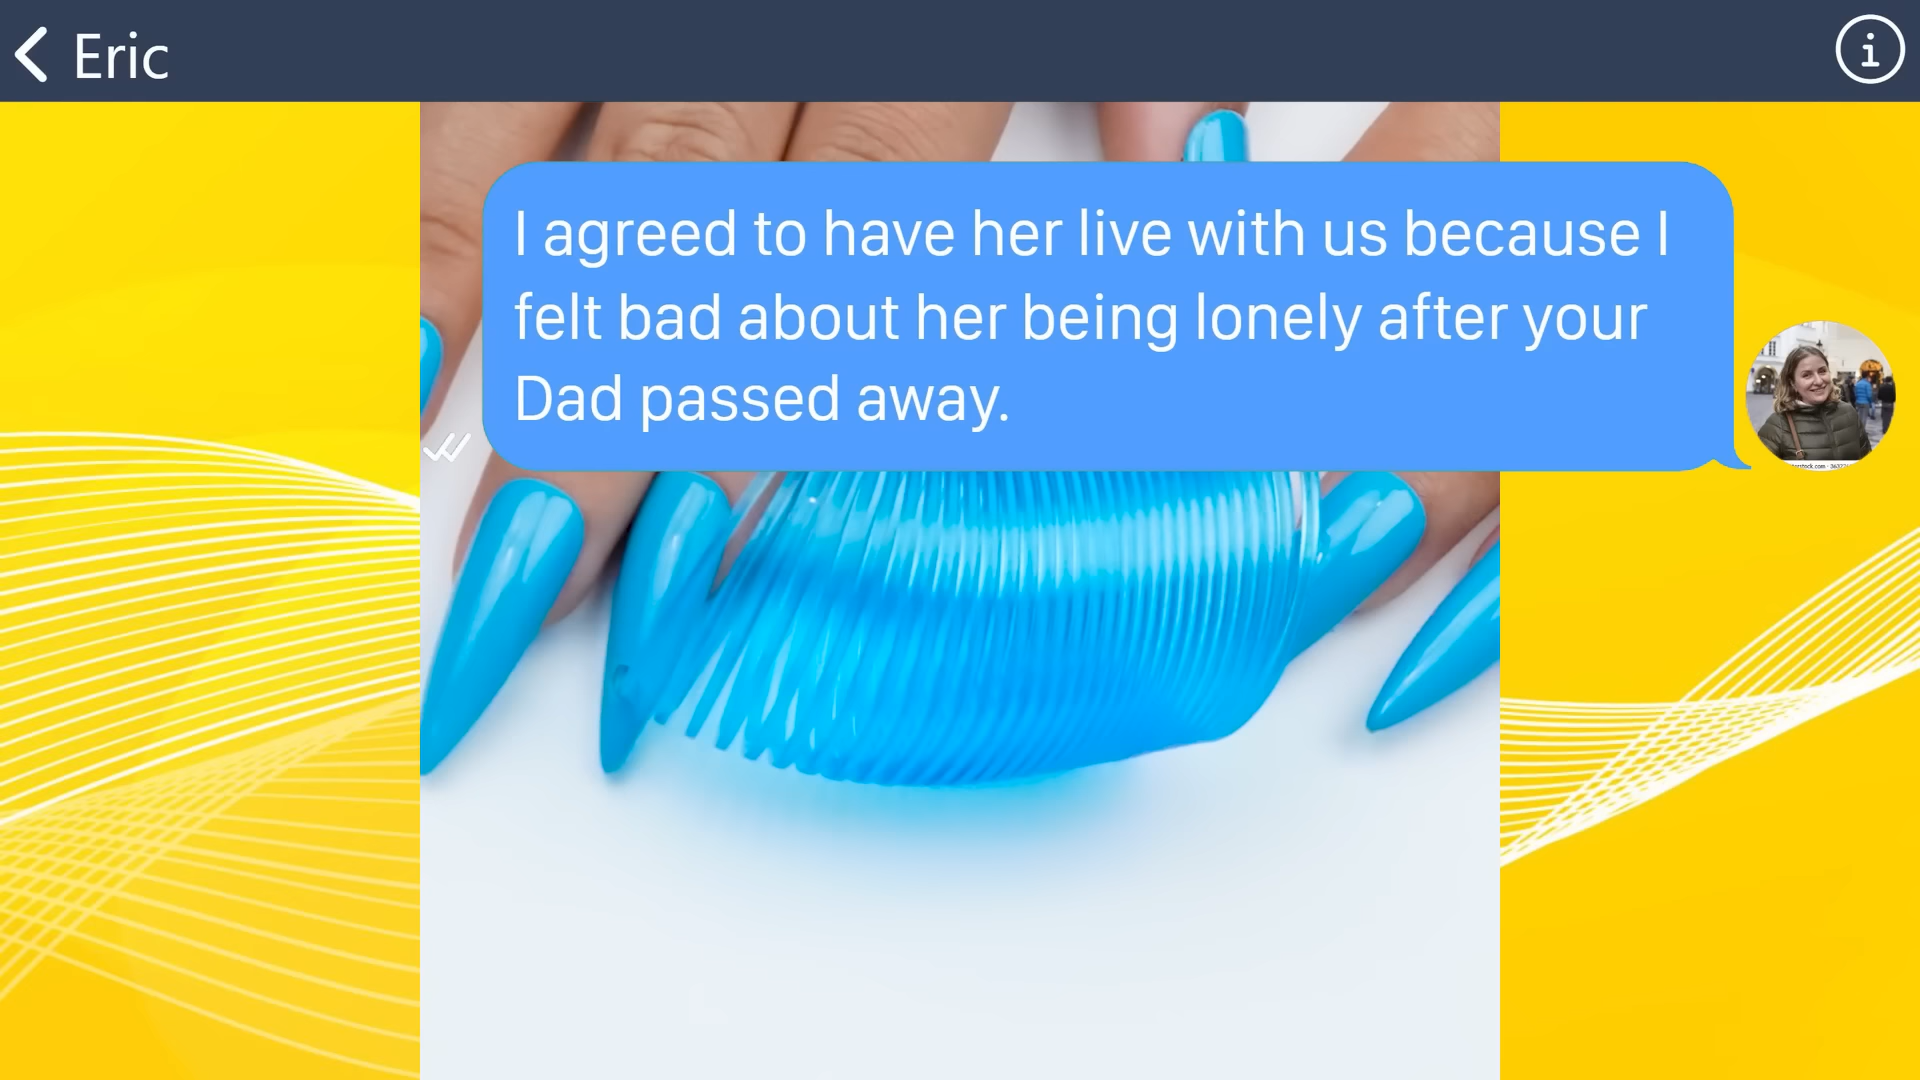 Eric
I agreed to have her live with us because I
felt bad about her being lonely after your
Dad passed away.